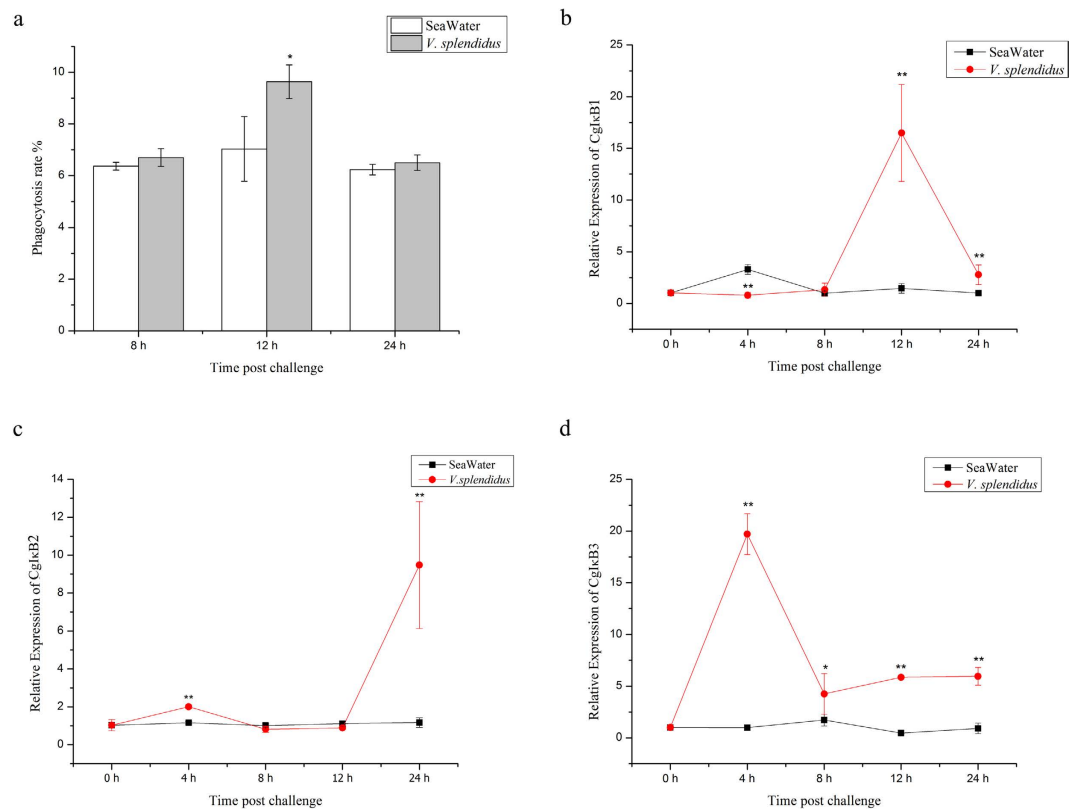 a
SeaWater
V. splendidus
Phagocytosis rate %
10
8
6
4
2
0
*
8 h
12 h
24 h
Time post challenge
b
SeaWater
V. splendidus
Relative Expression of CgIκB1
25
20
15
10
5
0
**
**
**
0 h
4 h
8 h
12 h
24 h
Time post challenge
c
SeaWater
V.splendidus
Relative Expression of CgIκB2
14
12
10
8
6
4
2
0
**
**
0 h
4 h
8 h
12 h
24 h
Time post challenge
d
SeaWater
V. splendidus
Relative Expression of CgIκB3
25
20
15
10
5
0
**
*
**
**
0 h
4 h
8 h
12 h
24 h
Time post challenge